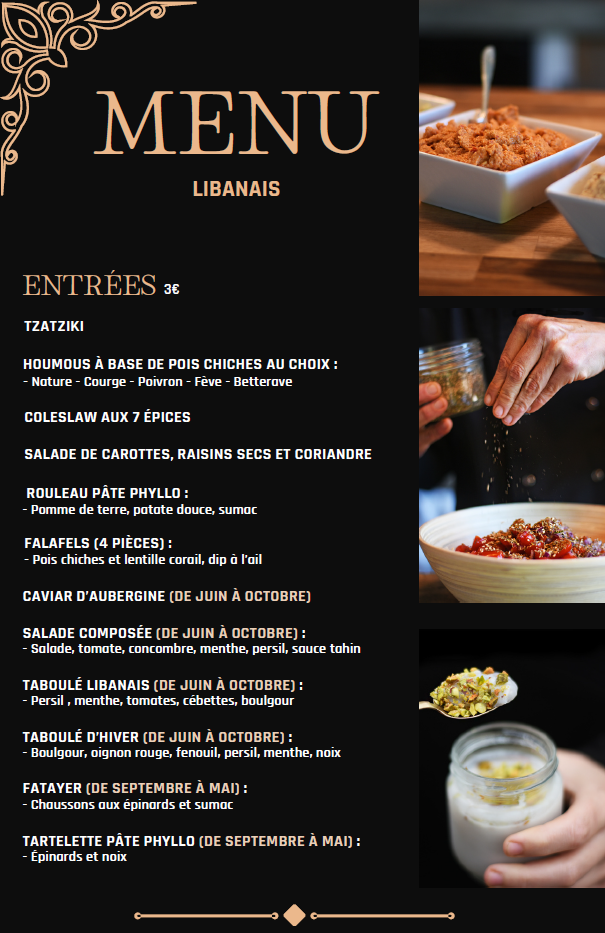 MENU
LIBANAIS
ENTRÉES 3€
TZATZIKI
HOUMOUS À BASE DE POIS CHICHES AU CHOIX :
- Nature - Courge - Poivron - Fève - Betterave
COLESLAW AUX 7 ÉPICES
SALADE DE CAROTTES, RAISINS SECS ET CORIANDRE
ROULEAU PÂTE PHYLLO :
- Pomme de terre, patate douce, sumac
FALAFELS (4 PIÈCES) :
- Pois chiches et lentille corail, dip à l'ail
CAVIAR D'AUBERGINE (DE JUIN À OCTOBRE)
SALADE COMPOSÉE (DE JUIN À OCTOBRE) :
- Salade, tomate, concombre, menthe, persil, sauce tahin
TABOULÉ LIBANAIS (DE JUIN À OCTOBRE) :
- Persil , menthe, tomates, cébettes, boulgour
TABOULÉ D'HIVER (DE JUIN À OCTOBRE) :
- Boulgour, oignon rouge, fenouil, persil, menthe, noix
FATAYER (DE SEPTEMBRE À MAI) :
- Chaussons aux épinards et sumac
TARTELETTE PÂTE PHYLLO (DE SEPTEMBRE À MAI) :
- Épinards et noix